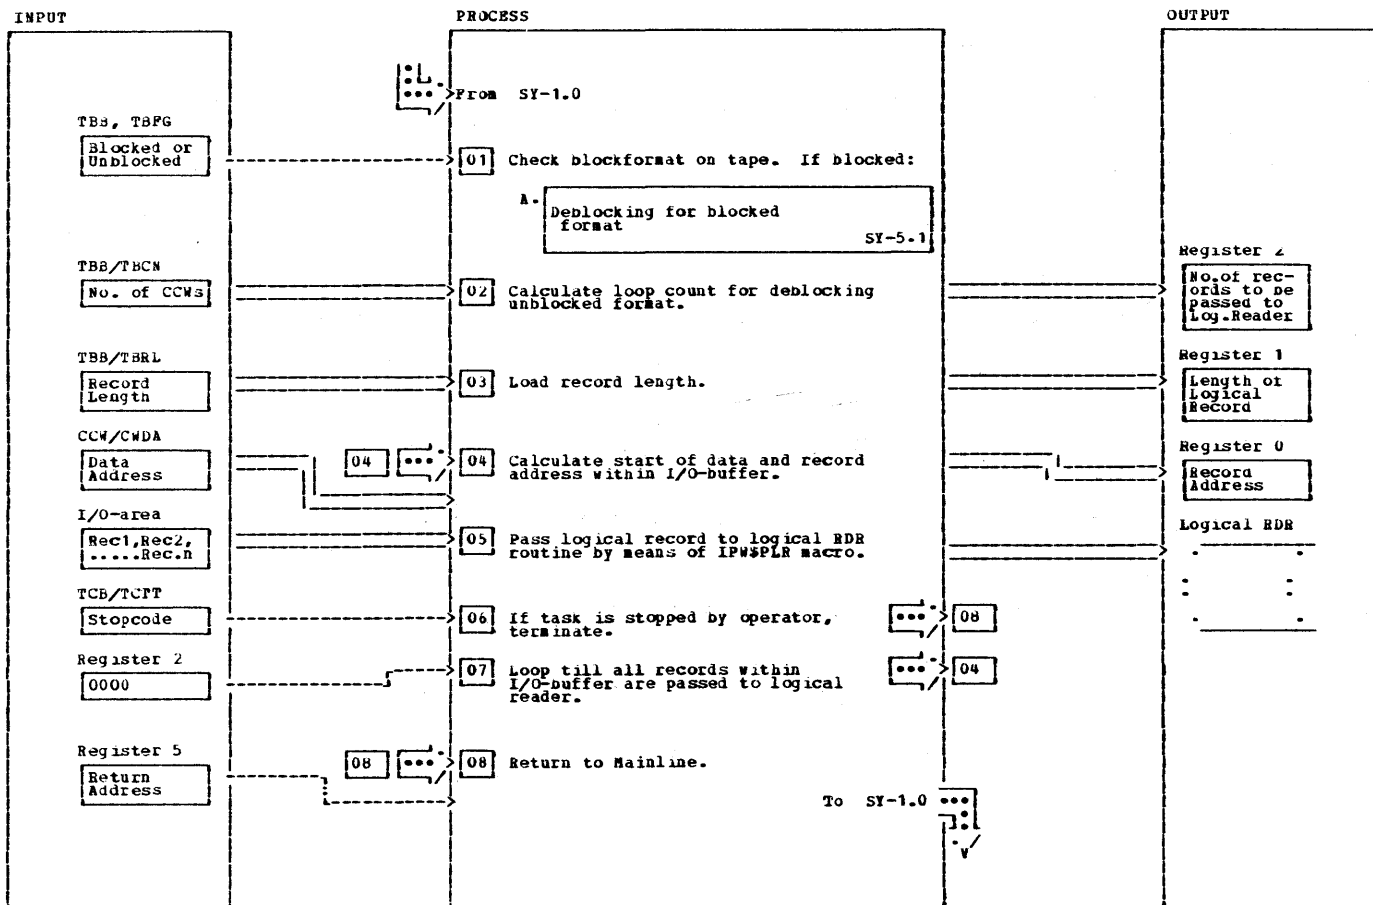 INPUT
PROCESS
OUTPUT
From SY-1.0
TBB, TBFG
Blocked or
Unblocked
01 Check blockformat on tape. If blocked:
A.
Deblocking for blocked
format
SY-5.1
TBB/TBCN
No. of CCWs
02 Calculate loop count for deblocking
unblocked format.
Register 2
No.of rec-
ords to be
passed to
Log.Reader
TBB/TBRL
Record
Length
03 Load record length.
Register 1
Length of
Logical
Record
CCW/CWDA
Data
Address
04
04 Calculate start of data and record
address within I/O-buffer.
Register 0
Record
Address
I/O-area
Rec1,Rec2,
.....Rec.n
05 Pass logical record to logical RDR
routine by means of IPW$PLR macro.
Logical RDR
TCB/TCPT
Stopcode
06 If task is stopped by operator,
terminate.
08
Register 2
0000
07 Loop till all records within
I/O-buffer are passed to logical
reader.
04
Register 5
Return
Address
08
08 Return to Mainline.
To SY-1.0